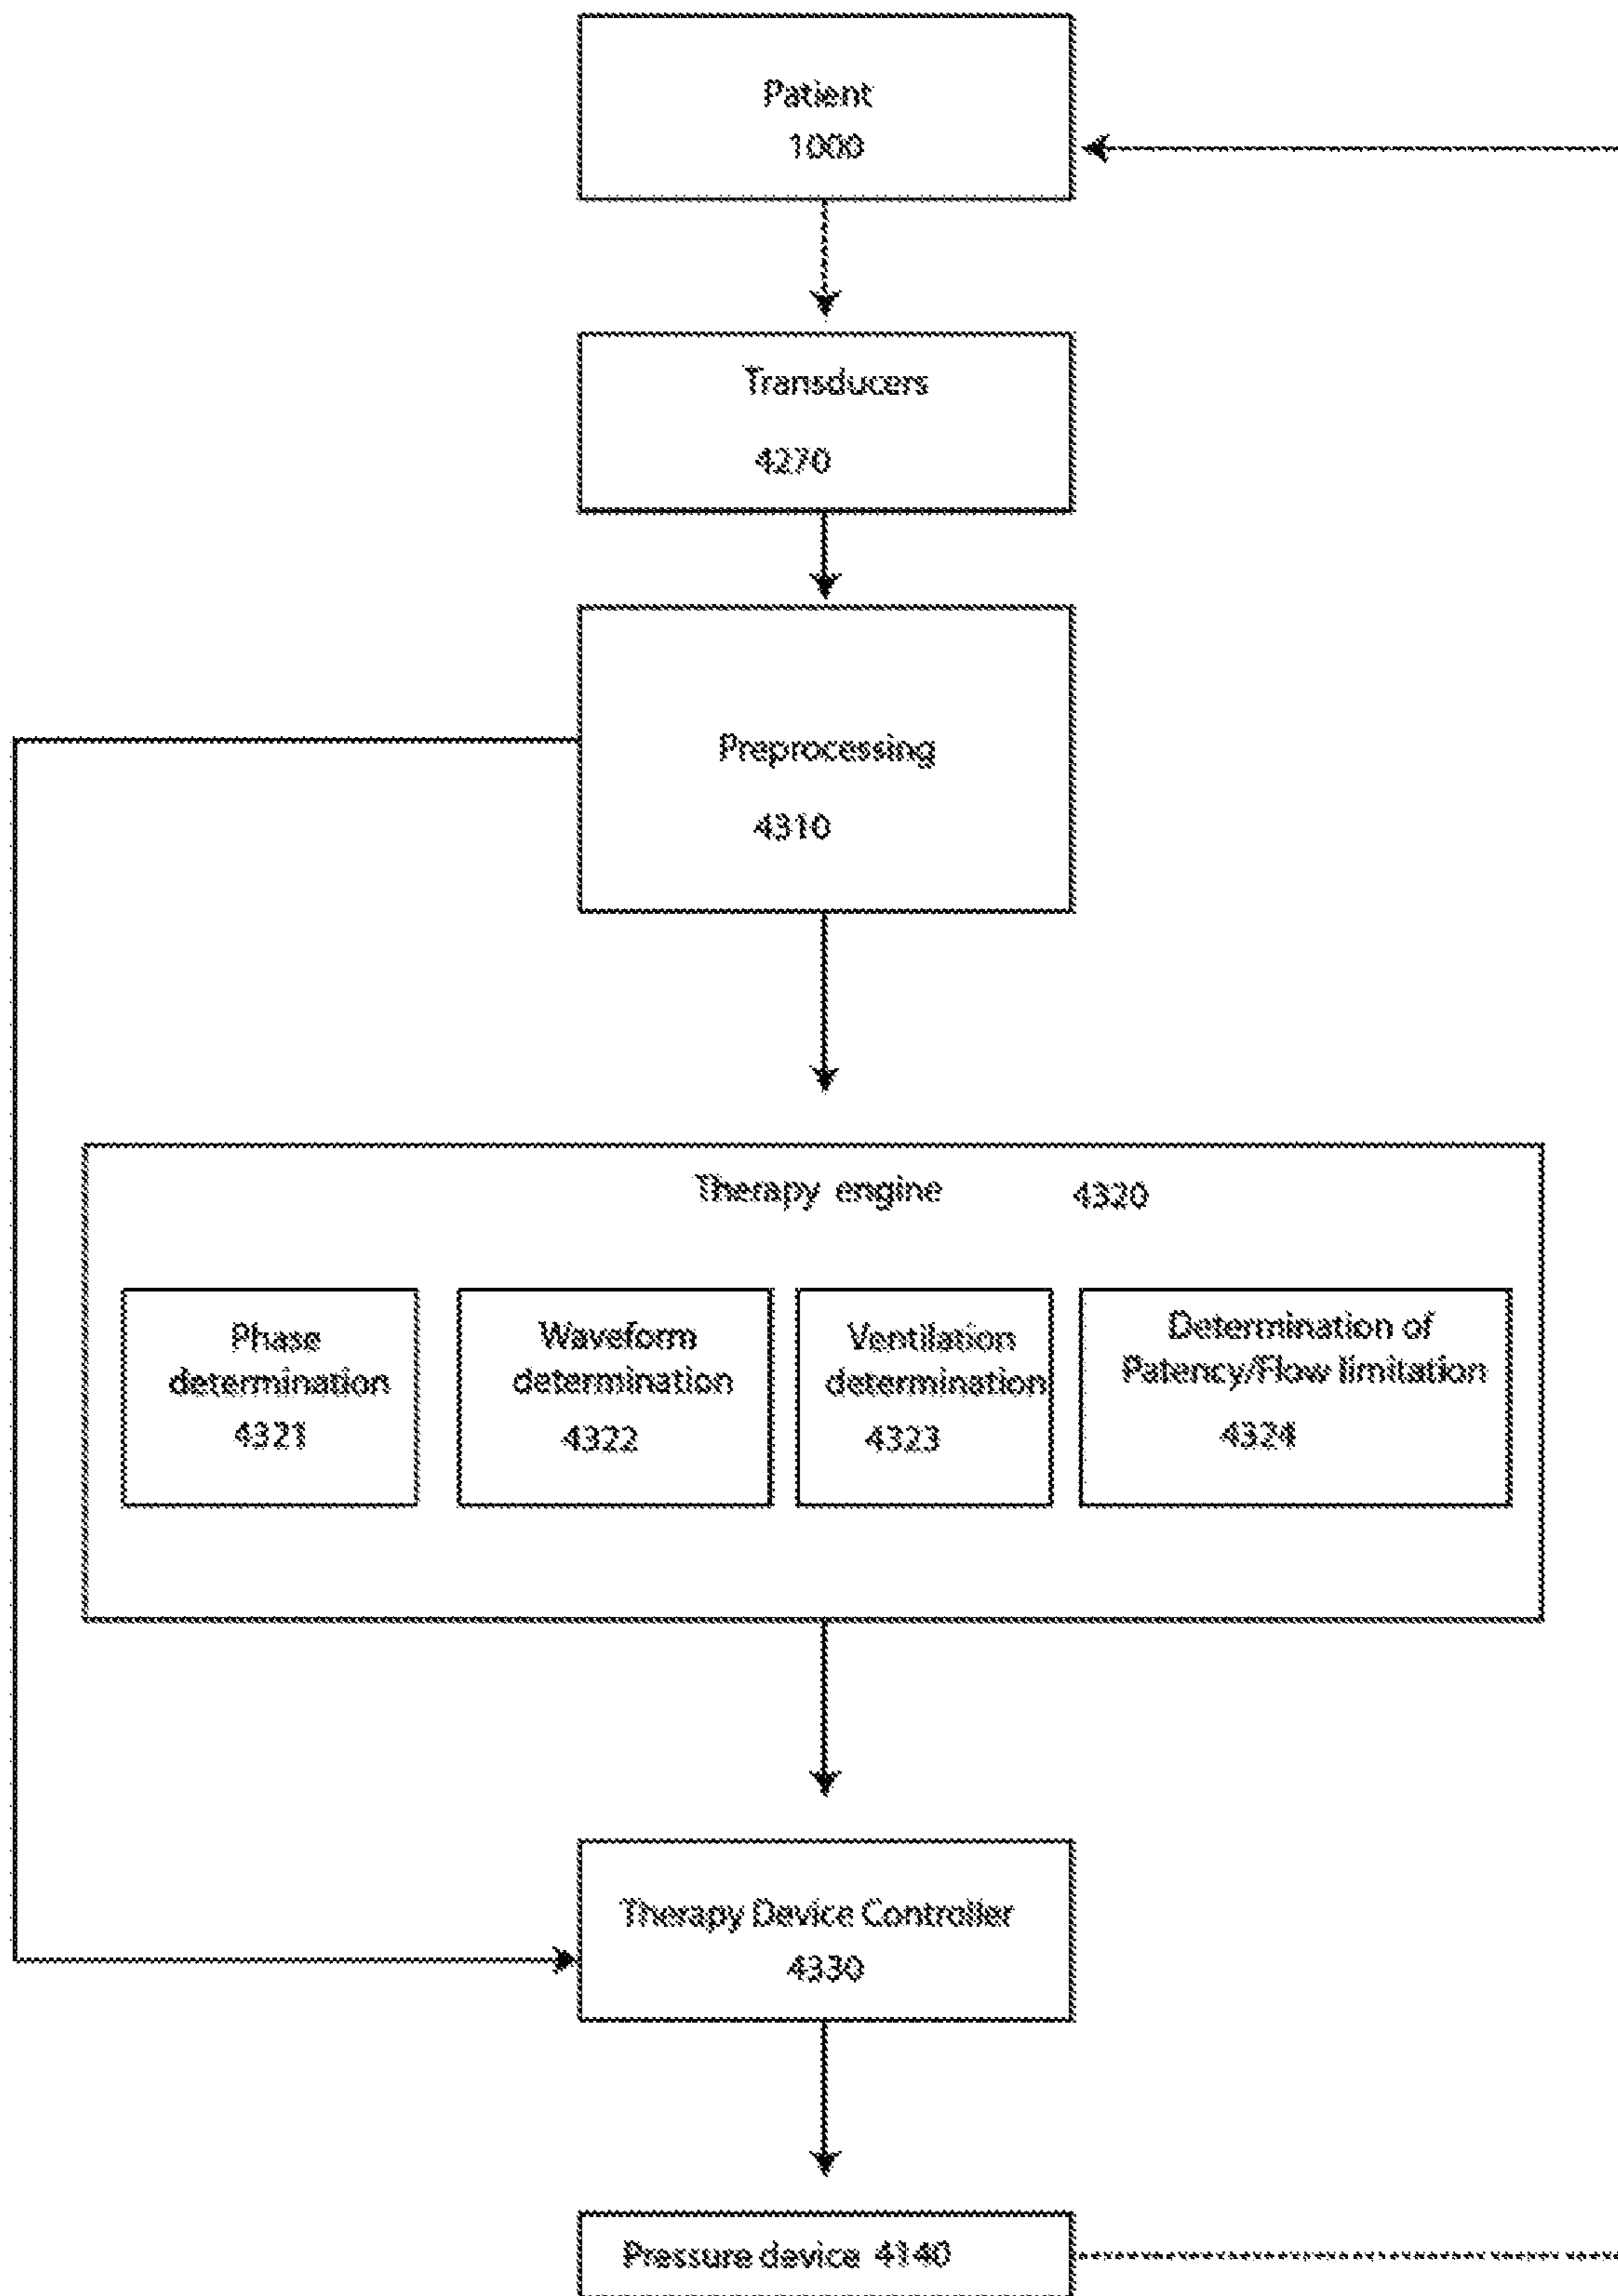 Patient
1000
Transducers
4270
Preprocessing
4310
Therapy engine 4320
Phase
determination
4321
Waveform
determination
4322
Ventilation
determination
4323
Determination of
Patency/Flow limitation
4324
Therapy Device Controller
4330
Pressure device 4140